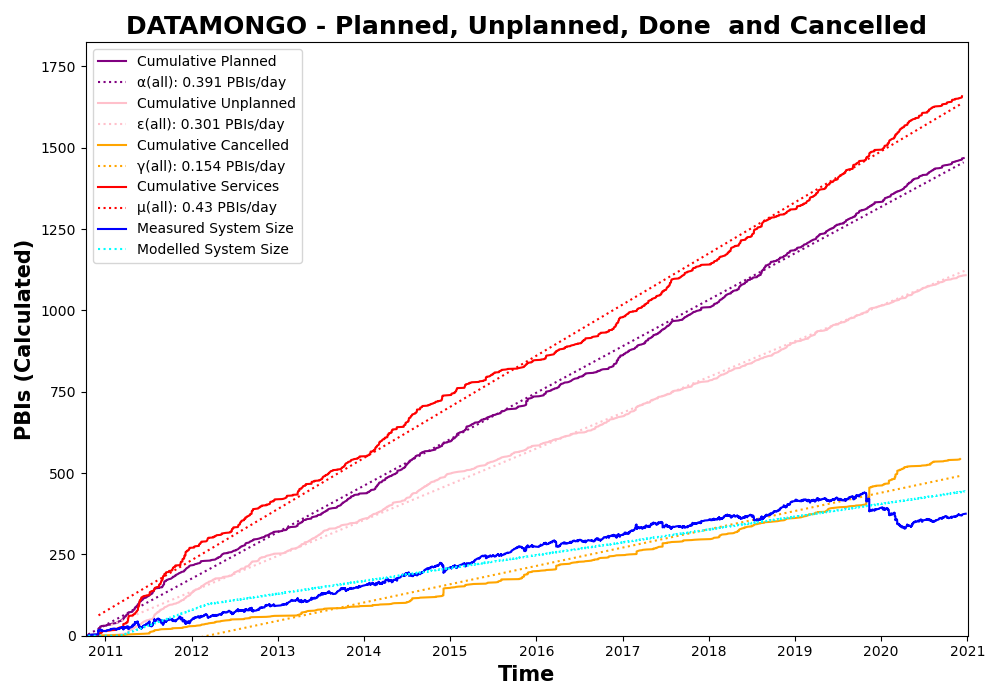 DATAMONGO - Planned, Unplanned, Done  and Cancelled
PBIs (Calculated)
1750
1500
1250
1000
750
500
250
0
Cumulative Planned
α(all): 0.391 PBIs/day
Cumulative Unplanned
ε(all): 0.301 PBIs/day
Cumulative Cancelled
γ(all): 0.154 PBIs/day
Cumulative Services
μ(all): 0.43 PBIs/day
Measured System Size
Modelled System Size
2011 2012 2013 2014 2015 2016 2017 2018 2019 2020 2021
Time